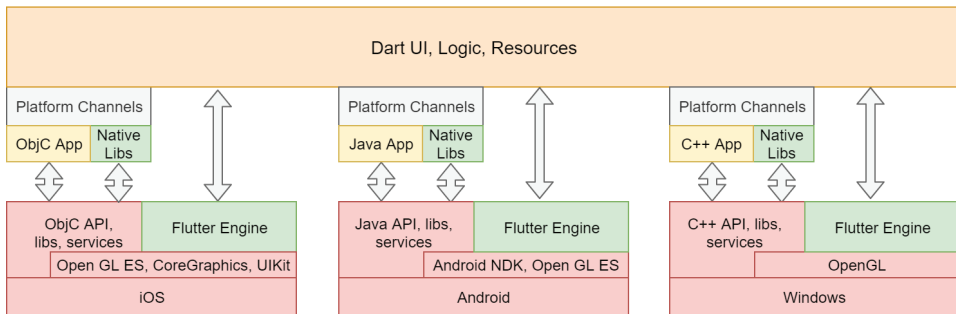 Dart UI, Logic, Resources
Platform Channels
ObjC App
Native
Libs
ObjC API,
libs, services
Flutter Engine
Open GL ES, CoreGraphics, UIKit
iOS
Platform Channels
Java App
Native
Libs
Java API, libs,
services
Flutter Engine
Android NDK, Open GL ES
Android
Platform Channels
C++ App
Native
Libs
C++ API, libs,
services
Flutter Engine
OpenGL
Windows